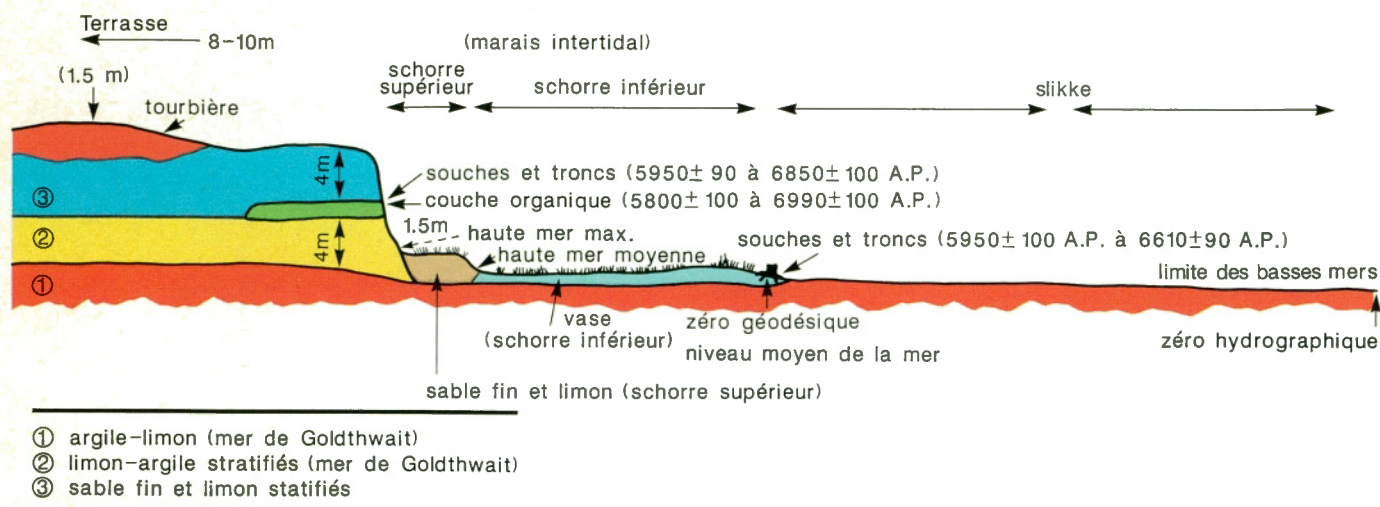 Terrasse
8-10m
(marais intertidal)
(1.5 m)
schorre
supérieur
schorre inférieur
slikke
tourbière
4m
souches et troncs (5950± 90 à 6850±100 A.P.)
③
couche organique (5800±100 à 6990±100 A.P.)
②
4m
1.5m
haute mer max.
haute mer moyenne
souches et troncs (5950±100 A.P. à 6610±90 A.P.)
limite des basses mers
①
vase
(schorre inférieur)
zéro géodésique
niveau moyen de la mer
zéro hydrographique
sable fin et limon (schorre supérieur)
① argile-limon (mer de Goldthwait)
② limon-argile stratifiés (mer de Goldthwait)
③ sable fin et limon statifiés